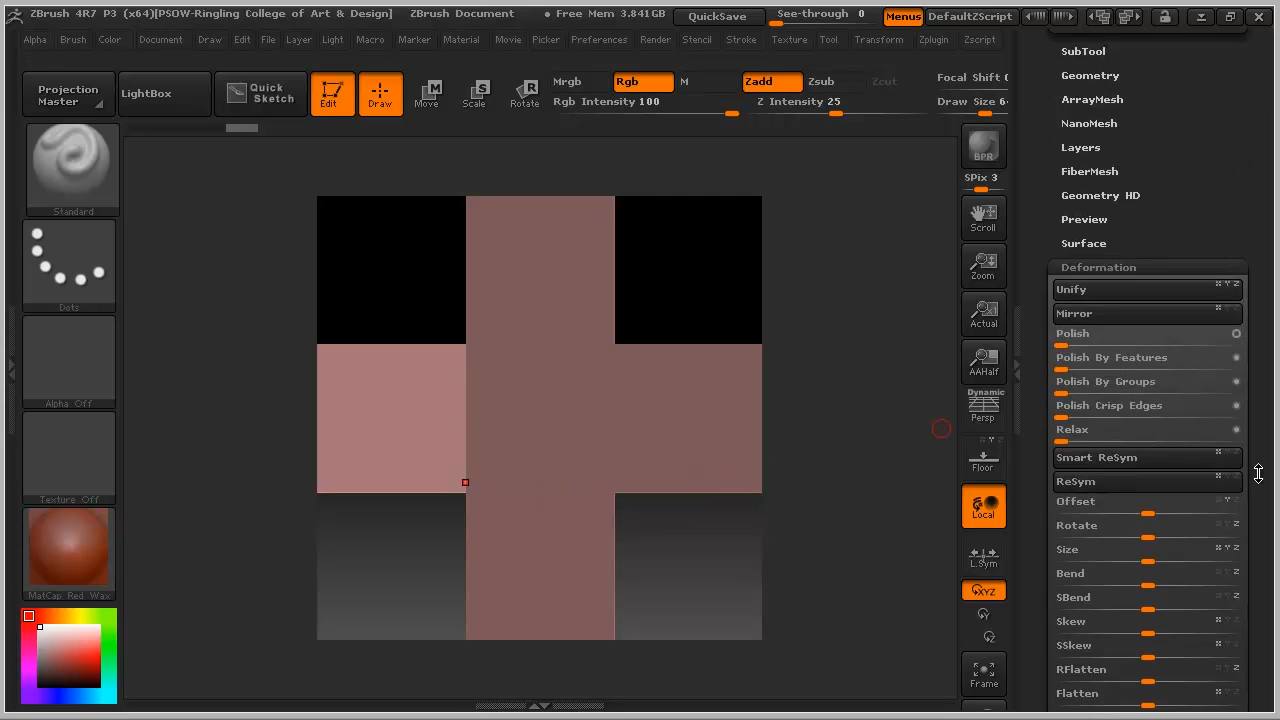 ZBrush 4R7 P3 (x64)[PSOW-Ringling College of Art & Design] ZBrush Document • Free Mem 3.841GB QuickSave See-through 0 Menus DefaultZScript
Alpha Brush Color Document Draw Edit File Layer Light Macro Marker Material Movie Picker Preferences Render Stencil Stroke Texture Tool Transform Zplugin Zscript
Projection Master
LightBox
Quick Sketch
Edit
Draw
Move
Scale
Rotate
Mrgb Rgb M Zadd Zsub Zcut Focal Shift
Rgb Intensity 100 Z Intensity 25 Draw Size 6
Standard
Dots
Alpha Off
Texture Off
MatCap Red Wax
BPR
SPix 3
Scroll
Zoom
Actual
AAHalf
Dynamic
Persp
Floor
Local
L.Sym
XYZ
Y
Z
Frame
SubTool
Geometry
ArrayMesh
NanoMesh
Layers
FiberMesh
Geometry HD
Preview
Surface
Deformation
Unify X Y Z
Mirror
Polish
Polish By Features
Polish By Groups
Polish Crisp Edges
Relax
Smart ReSym
ReSym
Offset
Rotate
Size
Bend
SBend
Skew
SSkew
RFlatten
Flatten